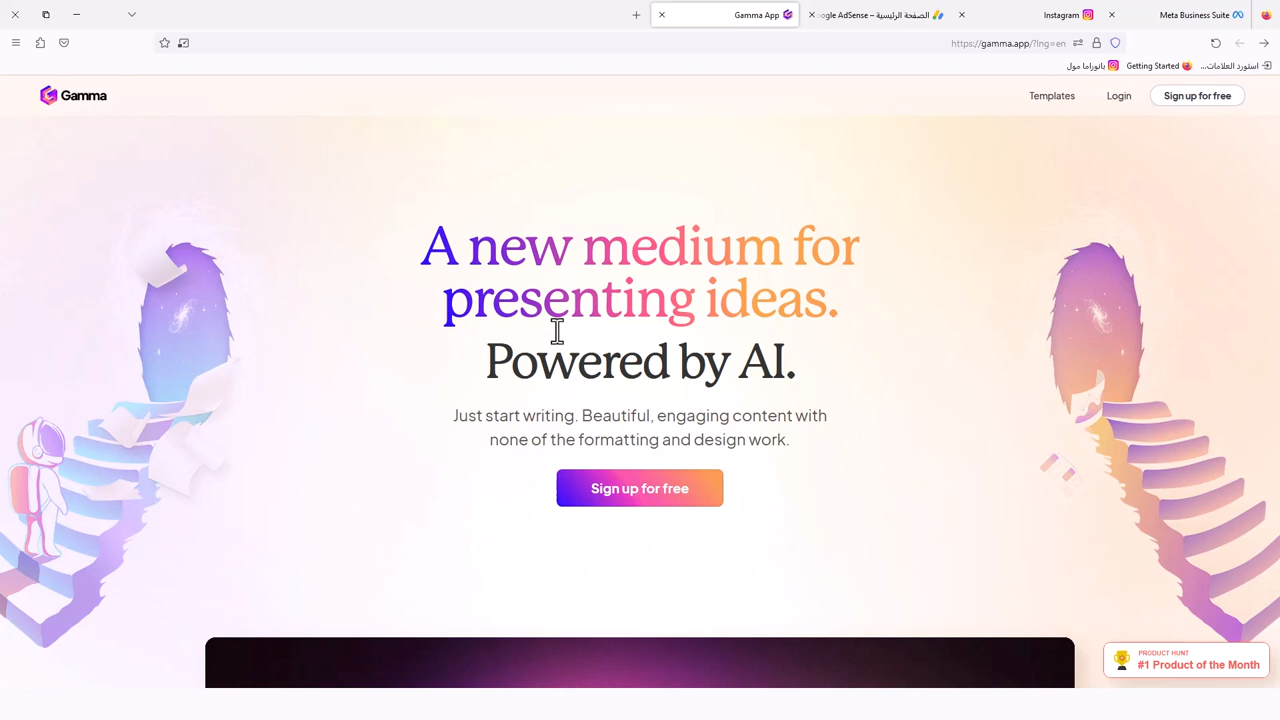 Gamma App
oogle AdSense – الصفحة الرئيسية
Instagram
Meta Business Suite
https://gamma.app/?lng=en
بانوراما مول
Getting Started
استورد العلامات...
Gamma
Templates
Login
Sign up for free
A new medium for
presenting ideas.
Powered by AI.
Just start writing. Beautiful, engaging content with
none of the formatting and design work.
Sign up for free
PRODUCT HUNT
#1 Product of the Month